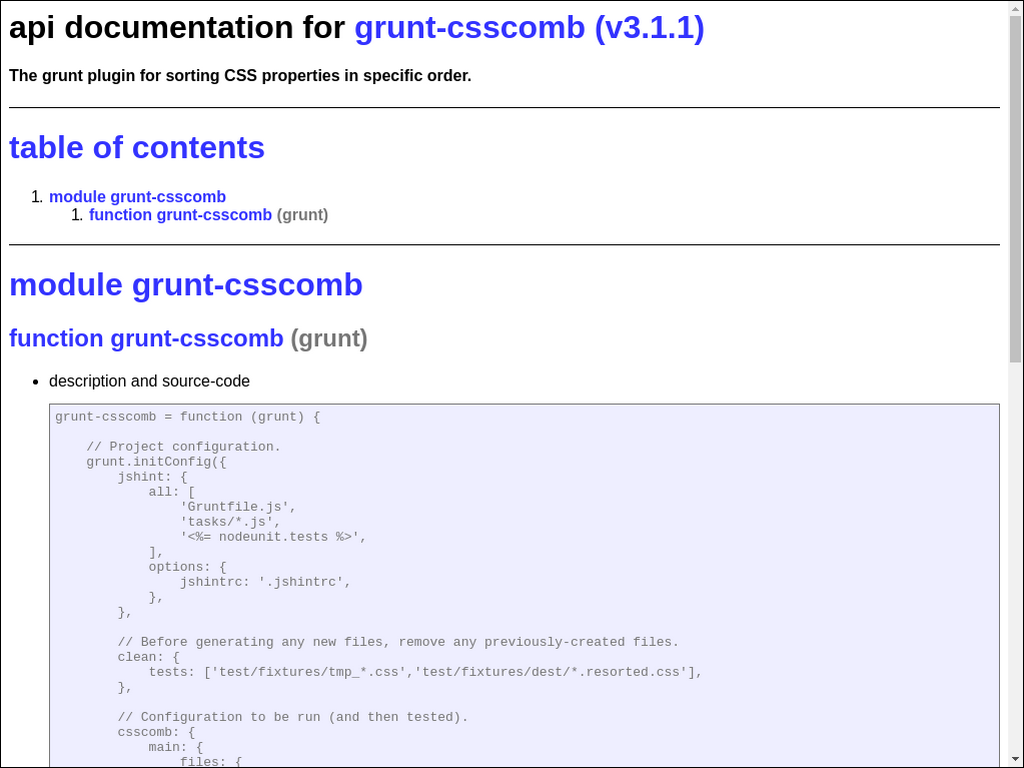 api documentation for grunt-csscomb (v3.1.1)
The grunt plugin for sorting CSS properties in specific order.
table of contents
1. module grunt-csscomb
1. function grunt-csscomb (grunt)
module grunt-csscomb
function grunt-csscomb (grunt)
• description and source-code
grunt-csscomb = function (grunt) {
    // Project configuration.
    grunt.initConfig({
        jshint: {
            all: [
                'Gruntfile.js',
                'tasks/*.js',
                '<%= nodeunit.tests %>',
            ],
            options: {
                jshintrc: '.jshintrc',
            },
        },
        // Before generating any new files, remove any previously-created files.
        clean: {
            tests: ['test/fixtures/tmp_*.css','test/fixtures/dest/*.resorted.css'],
        },
        // Configuration to be run (and then tested).
        csscomb: {
            main: {
                files: {